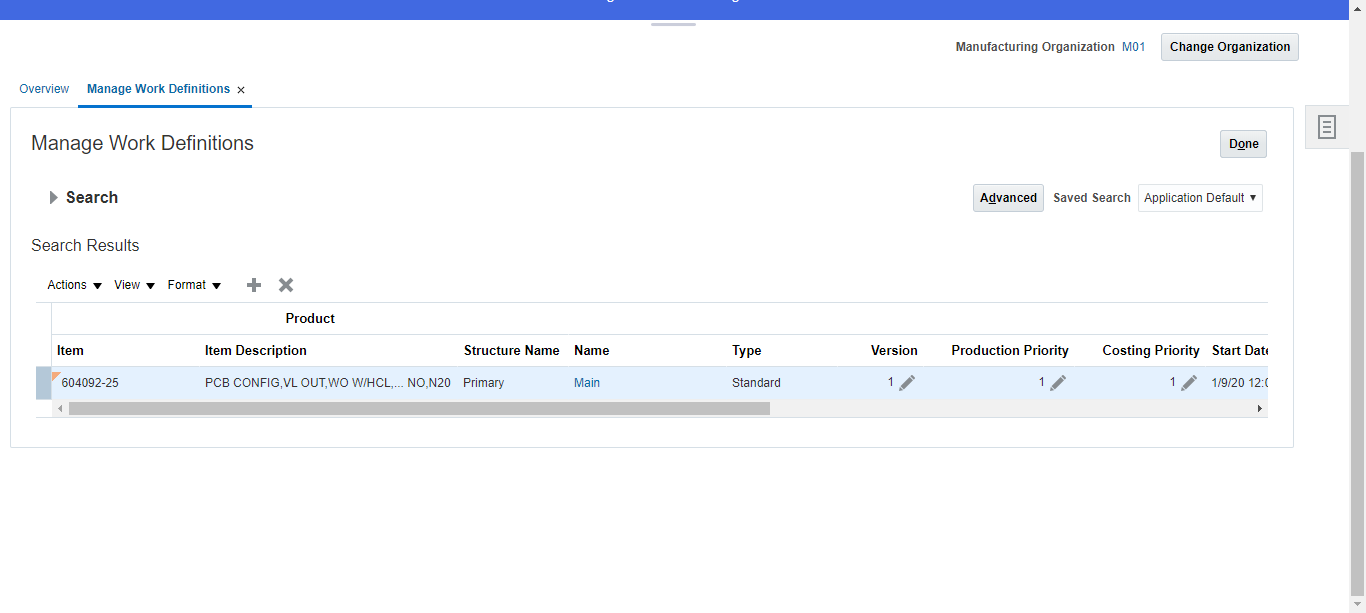 Manufacturing Organization M01 Change Organization
Overview Manage Work Definitions ×
Manage Work Definitions
Done
Search
Advanced Saved Search Application Default
Search Results
Actions View Format
Product
Item Item Description Structure Name Name Type Version Production Priority Costing Priority Start Date
604092-25 PCB CONFIG,VL OUT,WO W/HCL,... NO,N20 Primary Main Standard 1 1 1 1/9/20 12:0